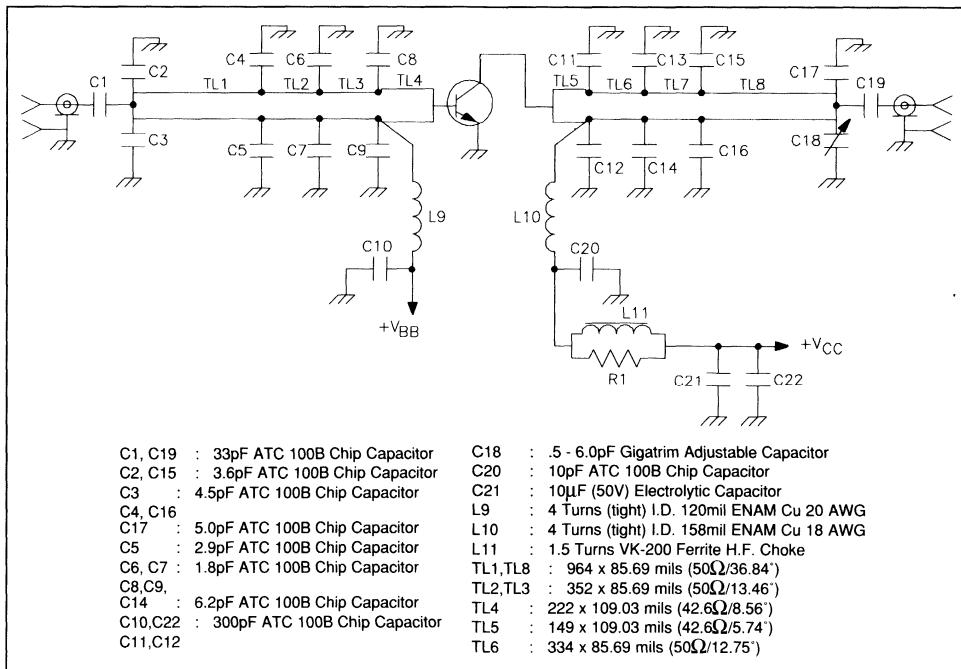 C2
C4
C6
C8
C11
C13
C15
C17
C1
TL1
TL2
TL3
TL4
TL5
TL6
TL7
TL8
C19
C3
C5
C7
C9
C12
C14
C16
C18
L9
L10
C10
C20
+VBB
L11
+VCC
R1
C21
C22
C1, C19 : 33pF ATC 100B Chip Capacitor
C2, C15 : 3.6pF ATC 100B Chip Capacitor
C3 : 4.5pF ATC 100B Chip Capacitor
C4, C16
C17 : 5.0pF ATC 100B Chip Capacitor
C5 : 2.9pF ATC 100B Chip Capacitor
C6, C7 : 1.8pF ATC 100B Chip Capacitor
C8,C9,
C14 : 6.2pF ATC 100B Chip Capacitor
C10,C22 : 300pF ATC 100B Chip Capacitor
C11,C12
C18 : .5 - 6.0pF Gigatrim Adjustable Capacitor
C20 : 10pF ATC 100B Chip Capacitor
C21 : 10µF (50V) Electrolytic Capacitor
L9 : 4 Turns (tight) I.D. 120mil ENAM Cu 20 AWG
L10 : 4 Turns (tight) I.D. 158mil ENAM Cu 18 AWG
L11 : 1.5 Turns VK-200 Ferrite H.F. Choke
TL1,TL8 : 964 x 85.69 mils (50Ω/36.84°)
TL2,TL3 : 352 x 85.69 mils (50Ω/13.46°)
TL4 : 222 x 109.03 mils (42.6Ω/8.56°)
TL5 : 149 x 109.03 mils (42.6Ω/5.74°)
TL6 : 334 x 85.69 mils (50Ω/12.75°)